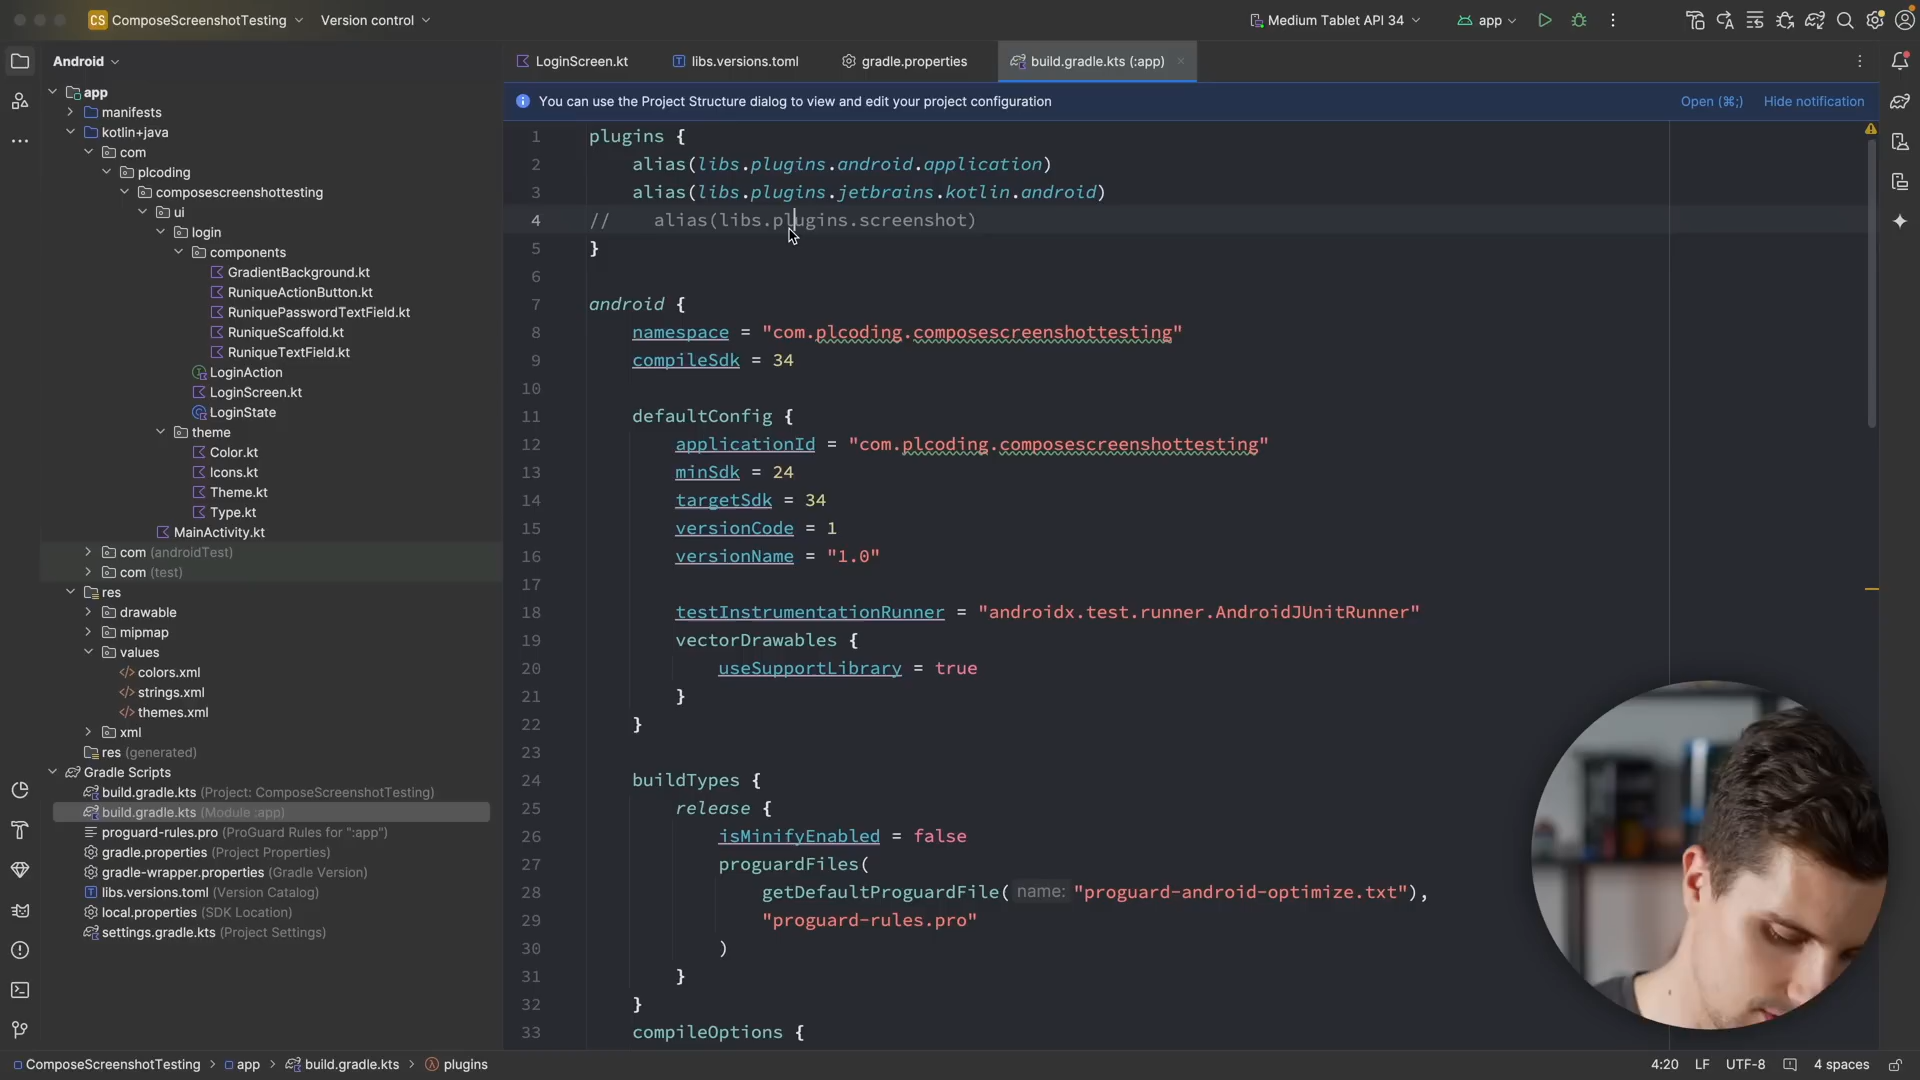 CS ComposeScreenshotTesting Version control Medium Tablet API 34 app
Android
LoginScreen.kt libs.versions.toml gradle.properties build.gradle.kts (:app)
You can use the Project Structure dialog to view and edit your project configuration Open (⌘;) Hide notification
app
manifests
kotlin+java
com
plcoding
composescreenshottesting
ui
login
components
GradientBackground.kt
RuniqueActionButton.kt
RuniquePasswordTextField.kt
RuniqueScaffold.kt
RuniqueTextField.kt
LoginAction
LoginScreen.kt
LoginState
theme
Color.kt
Icons.kt
Theme.kt
Type.kt
MainActivity.kt
com (androidTest)
com (test)
res
drawable
mipmap
values
colors.xml
strings.xml
themes.xml
xml
res (generated)
Gradle Scripts
build.gradle.kts (Project: ComposeScreenshotTesting)
build.gradle.kts (Module :app)
proguard-rules.pro (ProGuard Rules for ":app")
gradle.properties (Project Properties)
gradle-wrapper.properties (Gradle Version)
libs.versions.toml (Version Catalog)
local.properties (SDK Location)
settings.gradle.kts (Project Settings)
1 plugins {
2 alias(libs.plugins.android.application)
3 alias(libs.plugins.jetbrains.kotlin.android)
4 // alias(libs.plugins.screenshot)
5 }
6
7 android {
8 namespace = "com.plcoding.composescreenshottesting"
9 compileSdk = 34
10
11 defaultConfig {
12 applicationId = "com.plcoding.composescreenshottesting"
13 minSdk = 24
14 targetSdk = 34
15 versionCode = 1
16 versionName = "1.0"
17
18 testInstrumentationRunner = "androidx.test.runner.AndroidJUnitRunner"
19 vectorDrawables {
20 useSupportLibrary = true
21 }
22 }
23
24 buildTypes {
25 release {
26 isMinifyEnabled = false
27 proguardFiles(
28 getDefaultProguardFile( name: "proguard-android-optimize.txt"),
29 "proguard-rules.pro"
30 )
31 }
32 }
33 compileOptions {
ComposeScreenshotTesting > app > build.gradle.kts > plugins 4:20 LF UTF-8 4 spaces